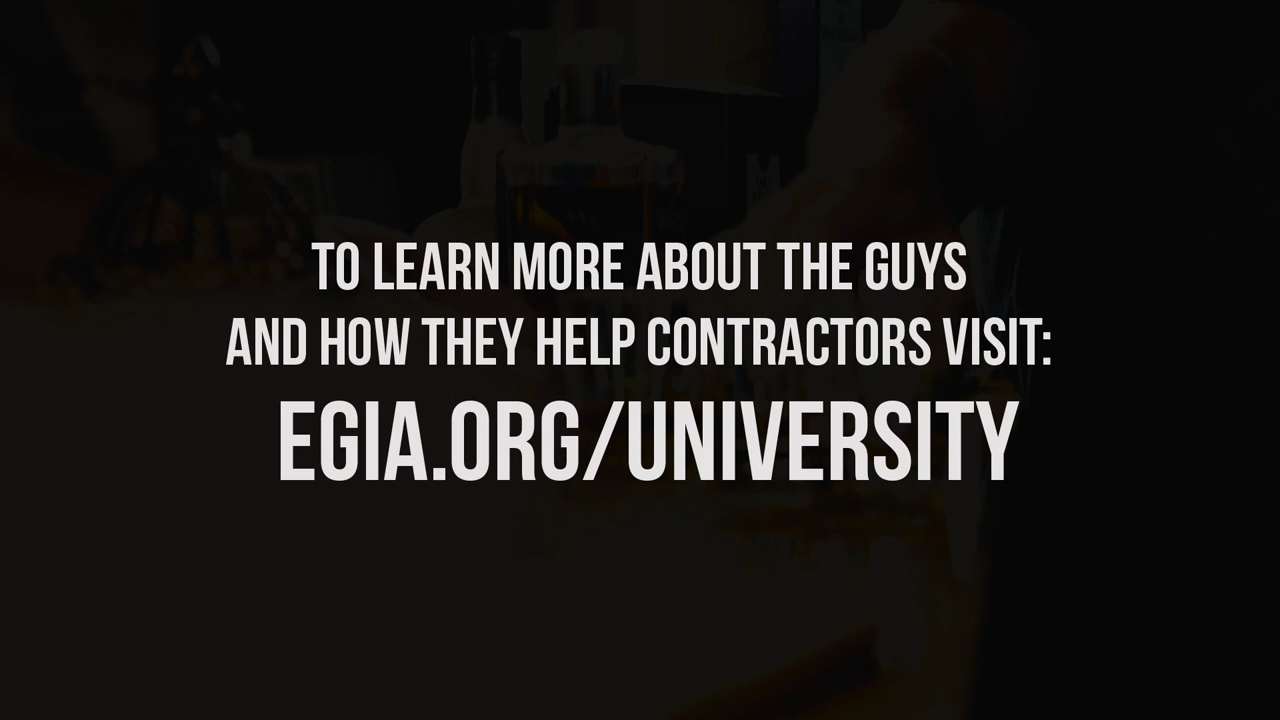 TO LEARN MORE ABOUT THE GUYS
AND HOW THEY HELP CONTRACTORS VISIT:
EGIA.ORG/UNIVERSITY